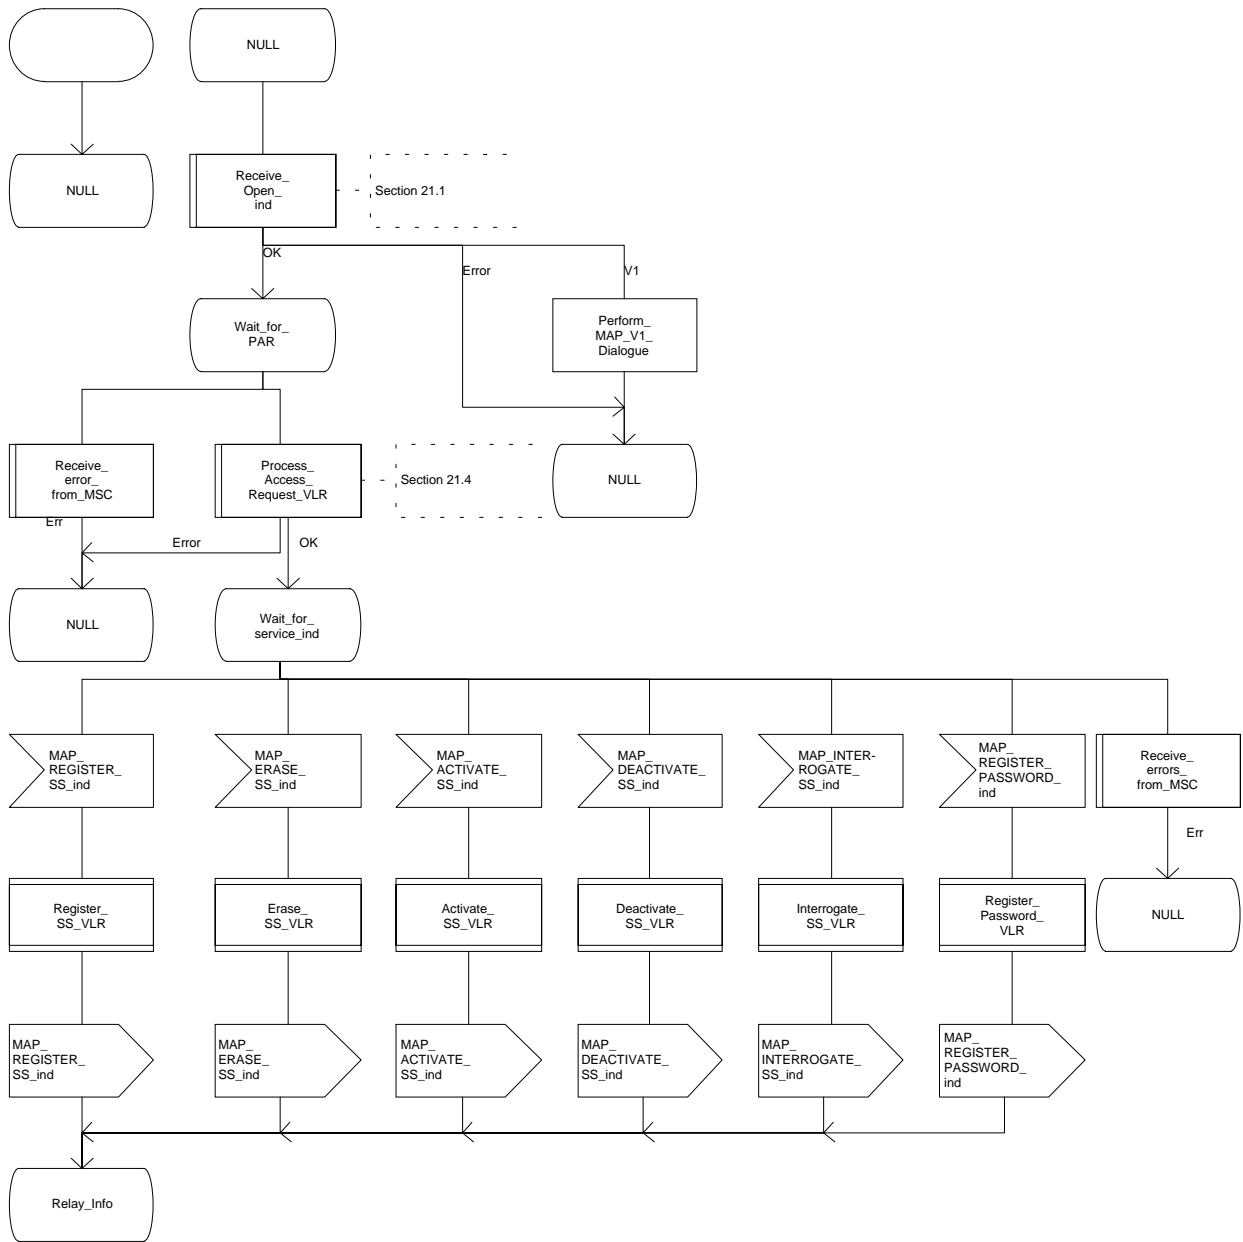 NULL
NULL
Receive_
Open_
ind
Section 21.1
OK
Error
V1
Wait_for_
PAR
Perform_
MAP_V1_
Dialogue
Receive_
error_
from_MSC
Process_
Access_
Request_VLR
Section 21.4
NULL
Err
Error
OK
NULL
Wait_for_
service_ind
MAP_
REGISTER_
SS_ind
MAP_
ERASE_
SS_ind
MAP_
ACTIVATE_
SS_ind
MAP_
DEACTIVATE_
SS_ind
MAP_INTER-
ROGATE_
SS_ind
MAP_
REGISTER_
PASSWORD_
ind
Receive_
errors_
from_MSC
Err
Register_
SS_VLR
Erase_
SS_VLR
Activate_
SS_VLR
Deactivate_
SS_VLR
Interrogate_
SS_VLR
Register_
Password_
VLR
NULL
MAP_
REGISTER_
SS_ind
MAP_
ERASE_
SS_ind
MAP_
ACTIVATE_
SS_ind
MAP_
DEACTIVATE_
SS_ind
MAP_
INTERROGATE_
SS_ind
MAP_
REGISTER_
PASSWORD_
ind
Relay_Info